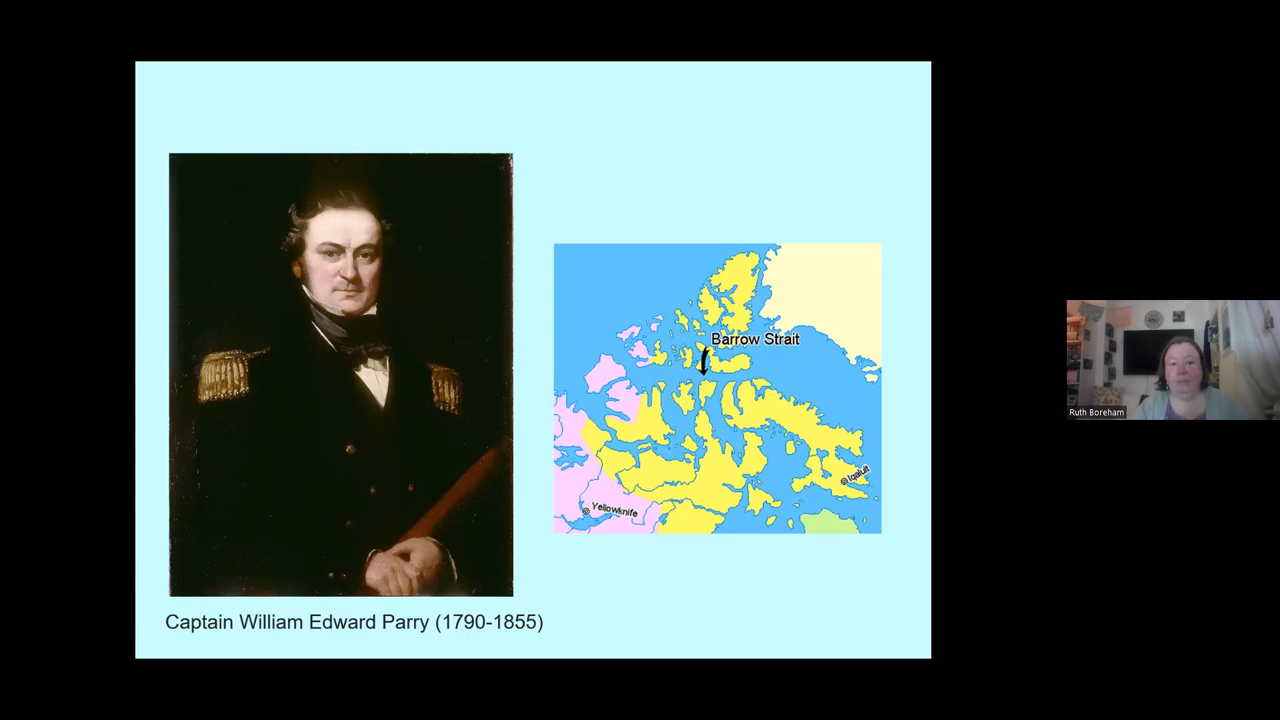 Barrow Strait
Iqaluit
Yellowknife
Captain William Edward Parry (1790-1855)
Ruth Boreham